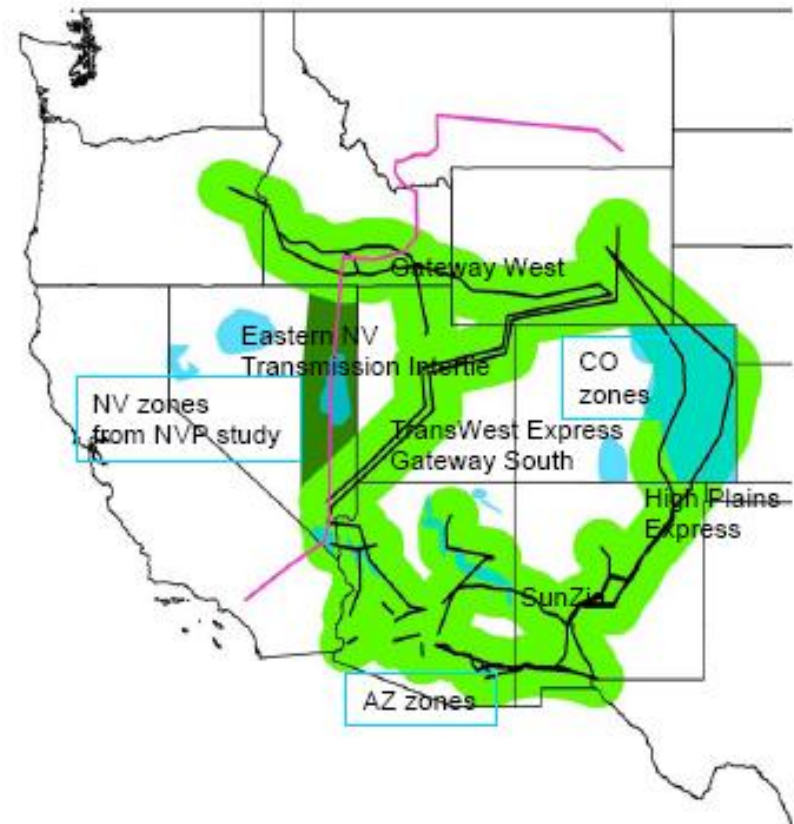 Gateway West
Eastern NV
Transmission Intertie
CO
zones
NV zones
from NVP study
TransWest Express
Gateway South
High Plains
Express
SunZia
AZ zones